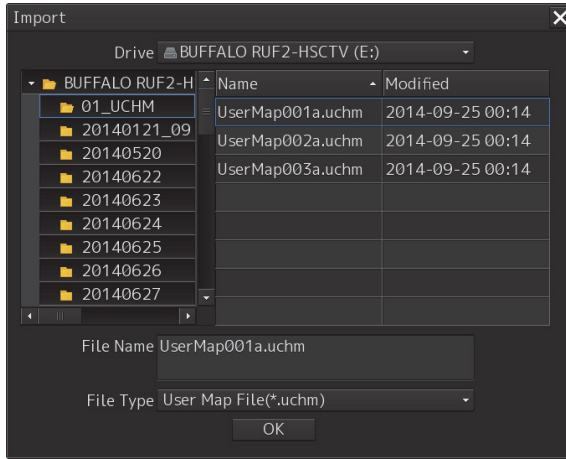 Import
Drive BUFFALO RUF2-HSCTV (E:)
BUFFALO RUF2-H
01_UCHM
20140121_09
20140520
20140622
20140623
20140624
20140625
20140626
20140627
Name Modified
UserMap001a.uchm 2014-09-25 00:14
UserMap002a.uchm 2014-09-25 00:14
UserMap003a.uchm 2014-09-25 00:14
File Name UserMap001a.uchm
File Type User Map File(*.uchm)
OK